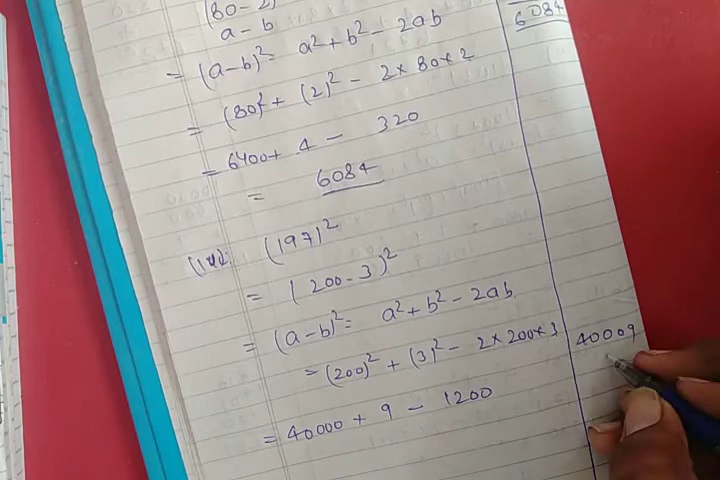 (80-2)
a-b
= (a-b)²= a²+b²- 2ab
= (80)²+ (2)² - 2×80×2
= 6400+ 4 - 320
= 6084
6084
(197)²
= (200-3)²
= (a-b)²= a²+b²-2ab
= (200)² + (3)² - 2×200×3
= 40000 + 9 - 1200
40009